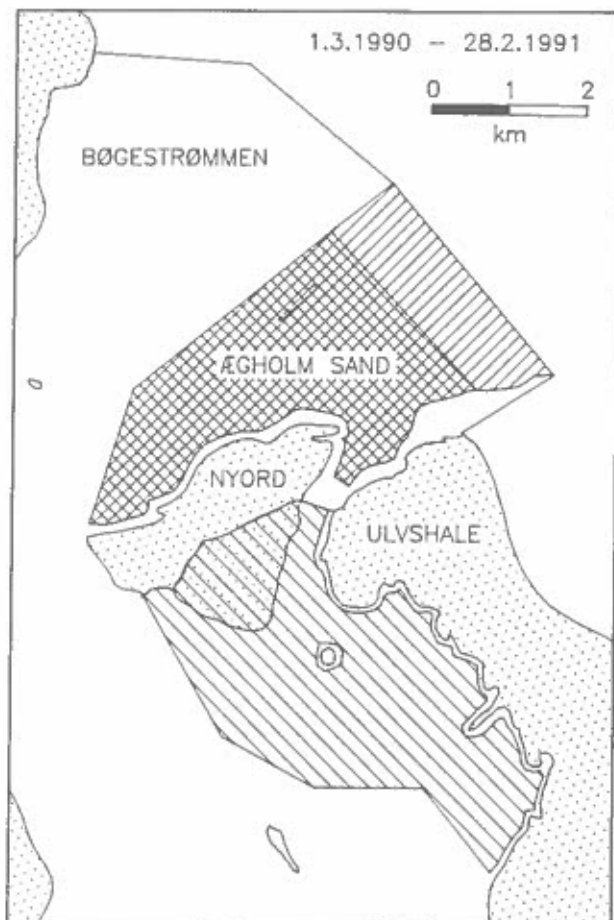 1.3.1990 – 28.2.1991
0 1 2
km
BØGESTRØMMEN
ÆGHOLM SAND
NYORD
ULVSHALE